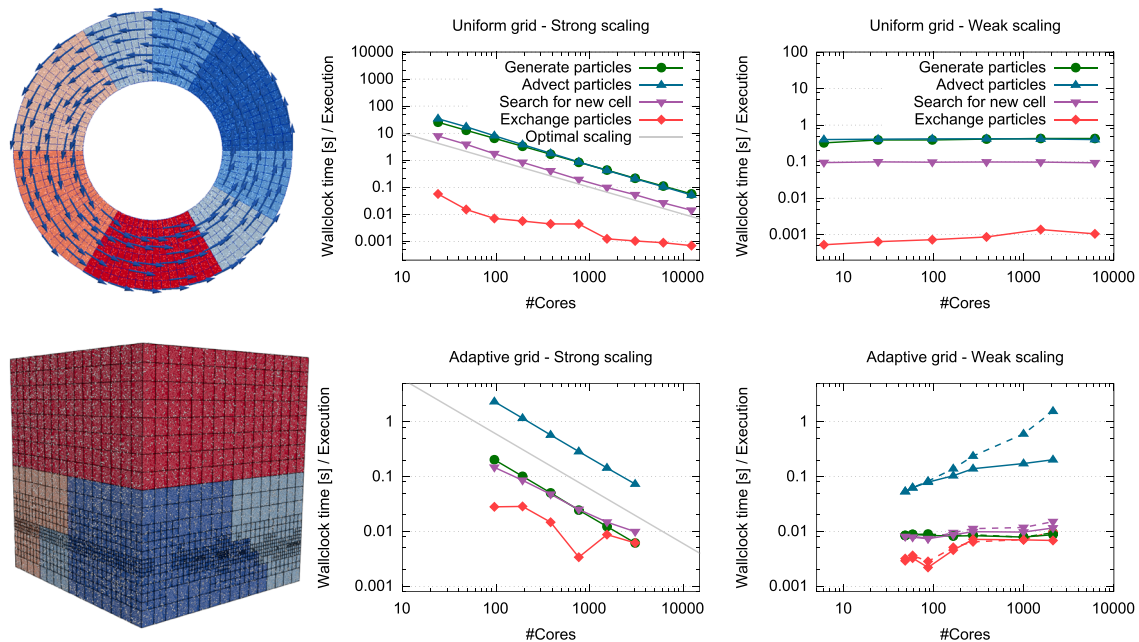 Uniform grid - Strong scaling
Wallclock time [s] / Execution
10000
1000
100
10
1
0.1
0.01
0.001
Generate particles
Advect particles
Search for new cell
Exchange particles
Optimal scaling
10 100 1000 10000
#Cores
Uniform grid - Weak scaling
Wallclock time [s] / Execution
100
10
1
0.1
0.01
0.001
Generate particles
Advect particles
Search for new cell
Exchange particles
10 100 1000 10000
#Cores
Adaptive grid - Strong scaling
Wallclock time [s] / Execution
1
0.1
0.01
0.001
10 100 1000 10000
#Cores
Adaptive grid - Weak scaling
Wallclock time [s] / Execution
1
0.1
0.01
0.001
10 100 1000 10000
#Cores